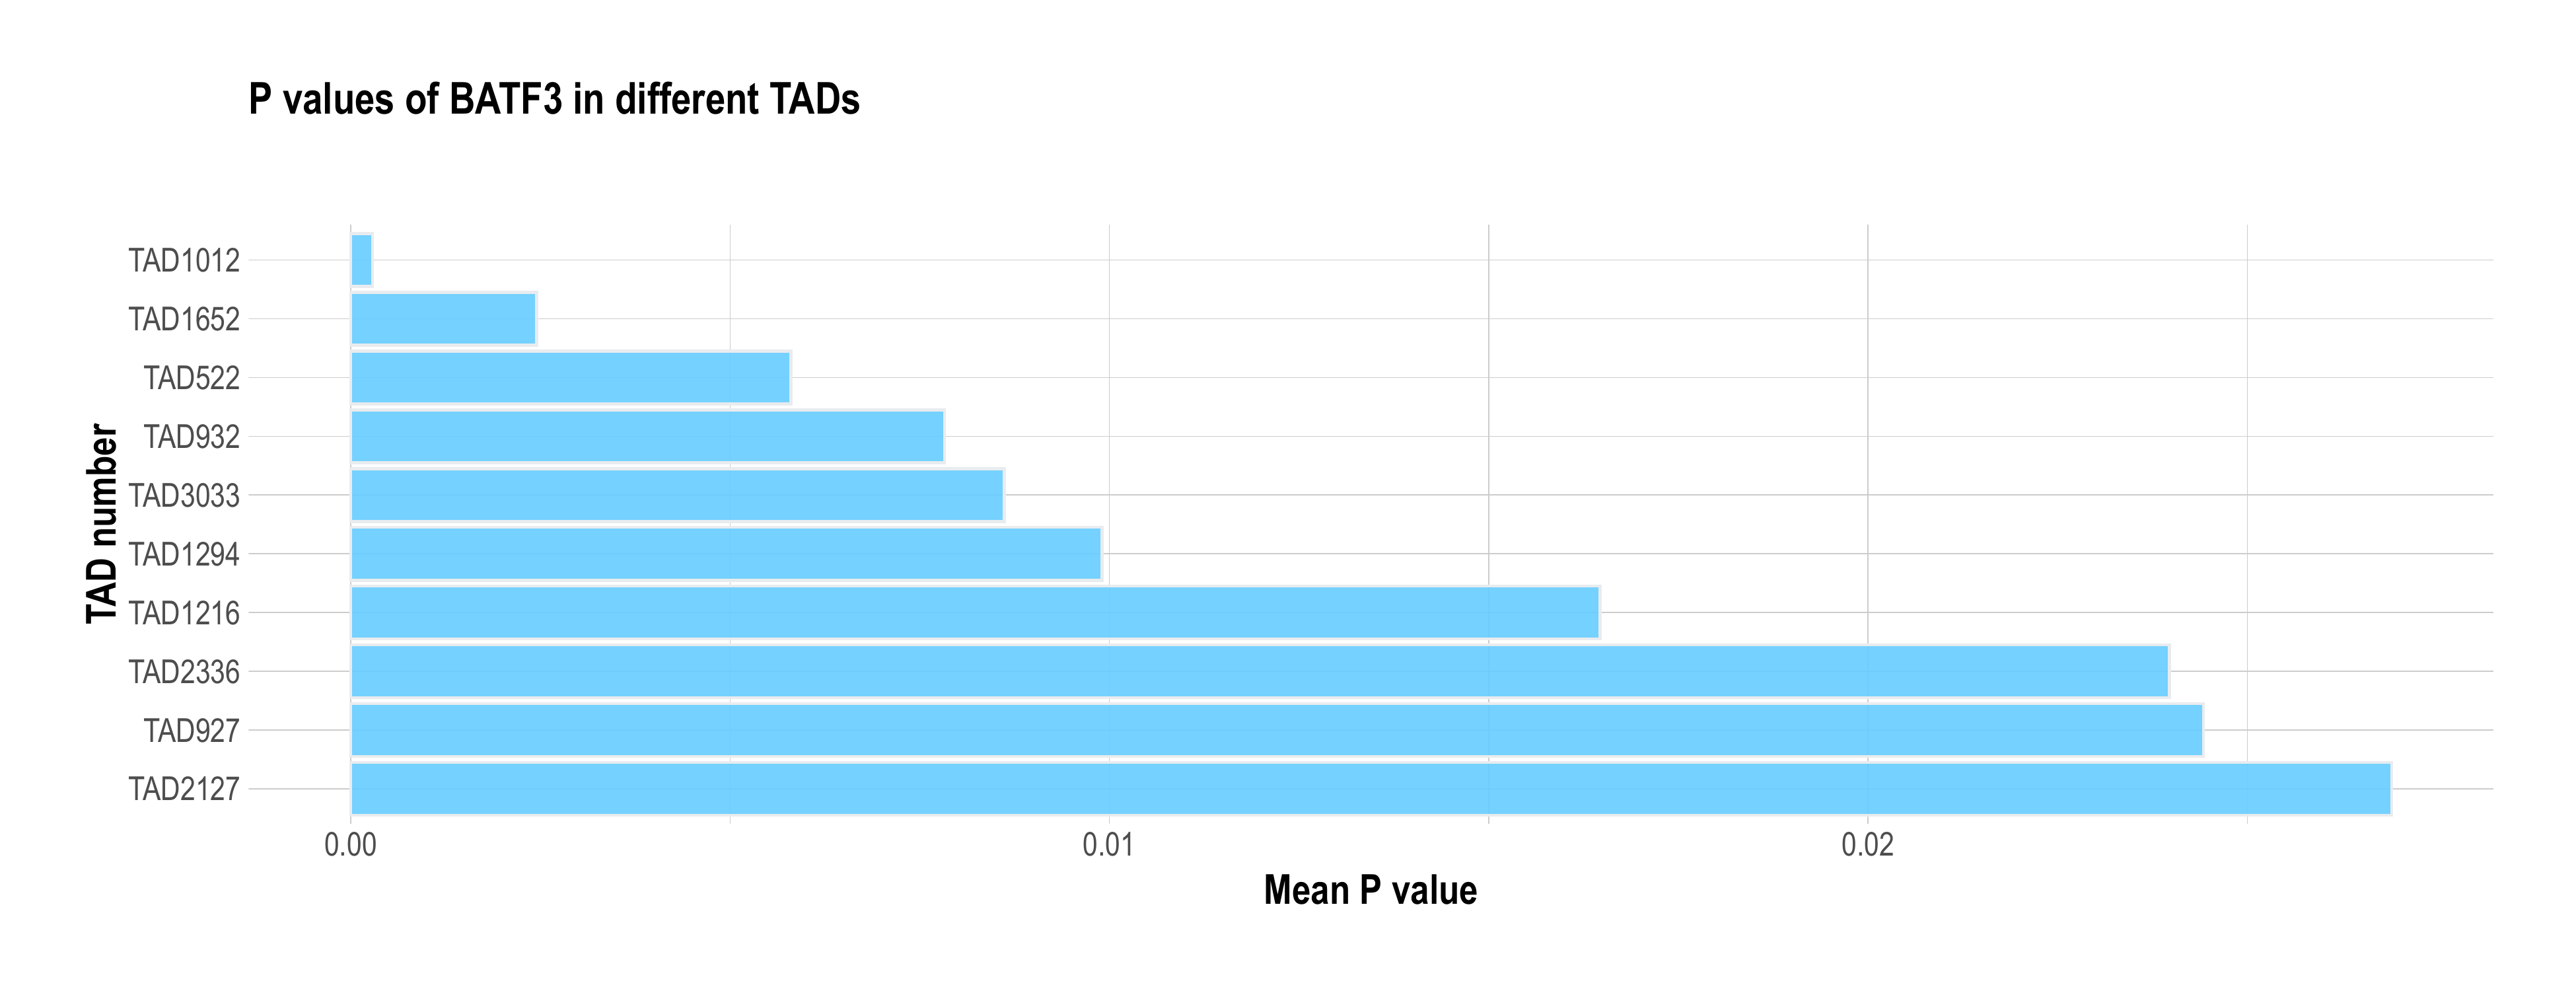 P values of BATF3 in different TADs
TAD number
TAD1012
TAD1652
TAD522
TAD932
TAD3033
TAD1294
TAD1216
TAD2336
TAD927
TAD2127
0.00 0.01 0.02
Mean P value